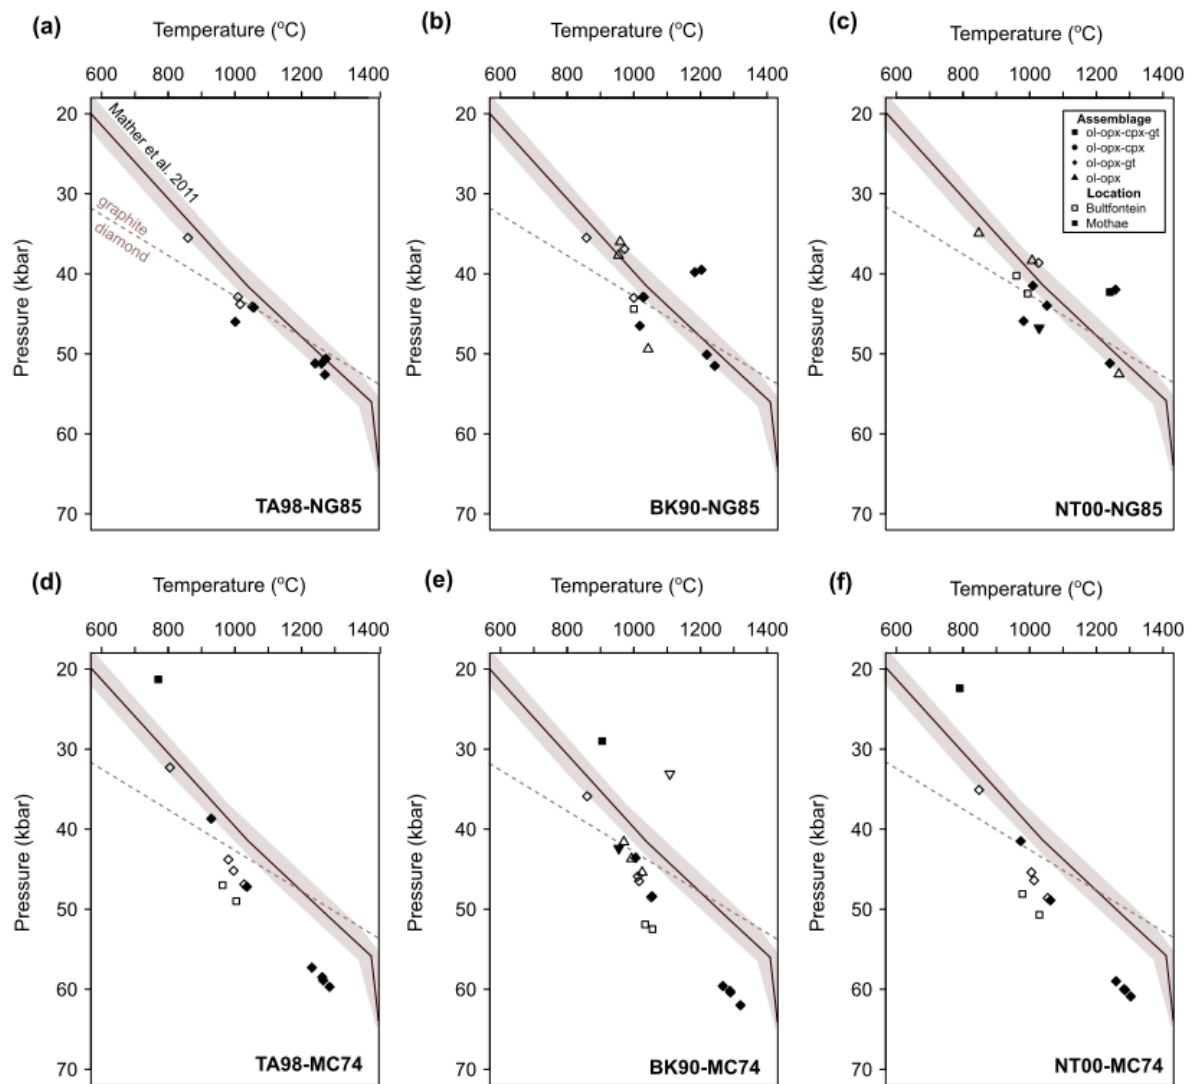 (a) Temperature (°C)
600 800 1000 1200 1400
20
30
40
50
60
70
Pressure (kbar)
Mather et al. 2011
graphite
diamond
TA98-NG85
(b) Temperature (°C)
600 800 1000 1200 1400
20
30
40
50
60
70
Pressure (kbar)
BK90-NG85
(c) Temperature (°C)
600 800 1000 1200 1400
20
30
40
50
60
70
Pressure (kbar)
Assemblage
ol-opx-cpx-gt
ol-opx-cpx
ol-opx-gt
ol-opx
Location
Bultfontein
Mothae
NT00-NG85
(d) Temperature (°C)
600 800 1000 1200 1400
20
30
40
50
60
70
Pressure (kbar)
TA98-MC74
(e) Temperature (°C)
600 800 1000 1200 1400
20
30
40
50
60
70
Pressure (kbar)
BK90-MC74
(f) Temperature (°C)
600 800 1000 1200 1400
20
30
40
50
60
70
Pressure (kbar)
NT00-MC74